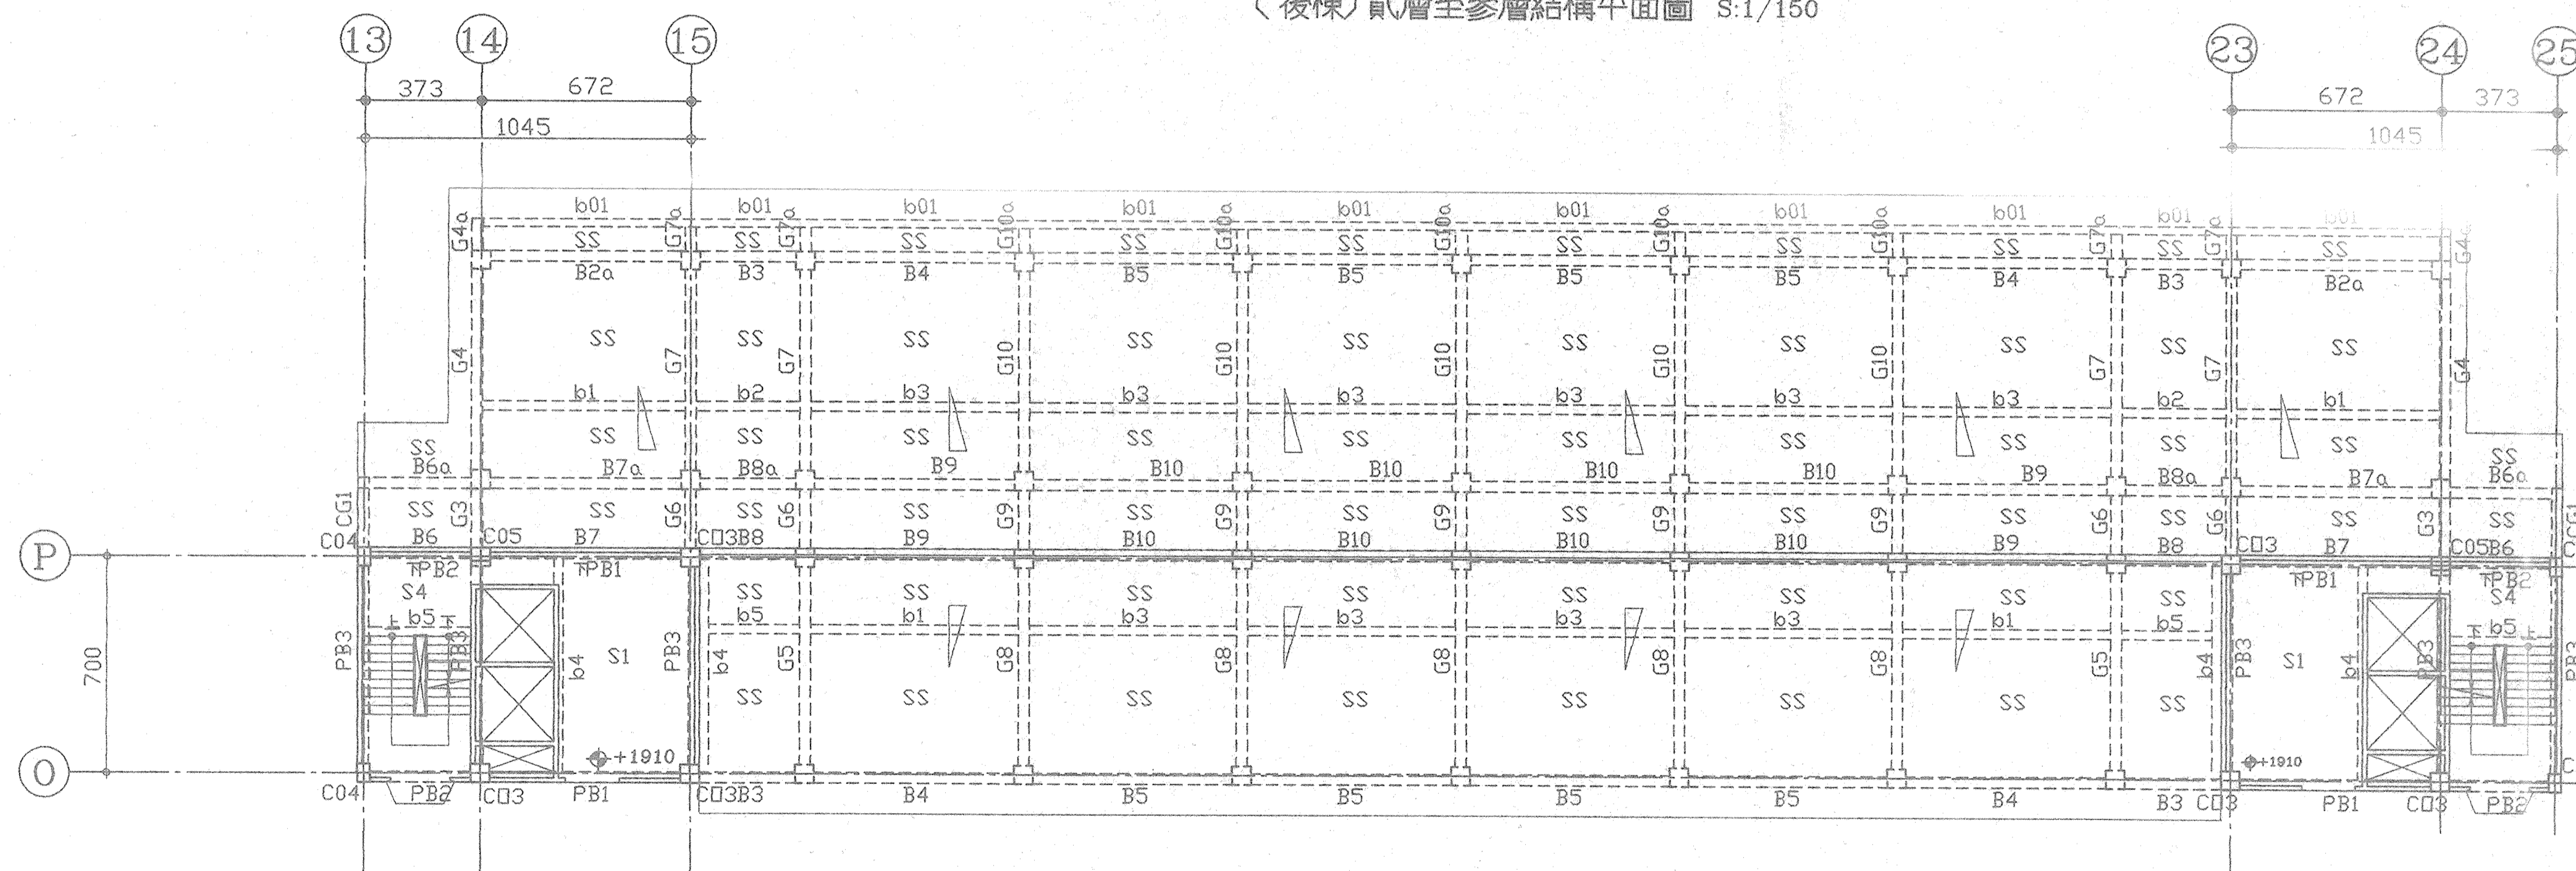 (後棟)貳層至參層結構平面圖 S:1/150
13 14 15 23 24 25
373 672 672 373
1045 1045
b01 b01 b01 b01 b01 b01 b01 b01 b01 b01
G4a G7a G7a G10a G10a G10a G10a G10a G7a G7a G4a
SS SS SS SS SS SS SS SS SS SS
B2a B3 B4 B5 B5 B5 B5 B4 B3 B2a
SS SS SS SS SS SS SS SS SS SS
G4 G7 G7 G10 G10 G10 G10 G10 G7 G7 G4
b1 b2 b3 b3 b3 b3 b3 b3 b2 b1
SS SS SS SS SS SS SS SS SS SS SS SS
B6a B7a B8a B9 B10 B10 B10 B10 B9 B8a B7a B6a
CG1 SS G3 SS G6 SS G6 SS G9 SS G9 SS G9 SS G9 SS G9 SS G6 SS G6 SS G3 SS CG1
P C04 B6 C05 B7 C03 B8 B9 B10 B10 B10 B10 B9 B8 C03 B7 C05 B6
PB2 PB1 PB1 PB2
S4 SS SS SS SS SS SS SS SS S4
b5 b5 b1 b3 b3 b3 b3 b1 b5 b5
700 PB3 PB3 b4 S1 PB3 b4 G5 G8 G8 G8 G8 G8 G5 b4 PB3 S1 b4 PB3 PB3
SS SS SS SS SS SS SS SS
+1910 +1910
O
C04 PB2 C03 PB1 C03 B3 B4 B5 B5 B5 B5 B4 B3 C03 PB1 C03 PB2